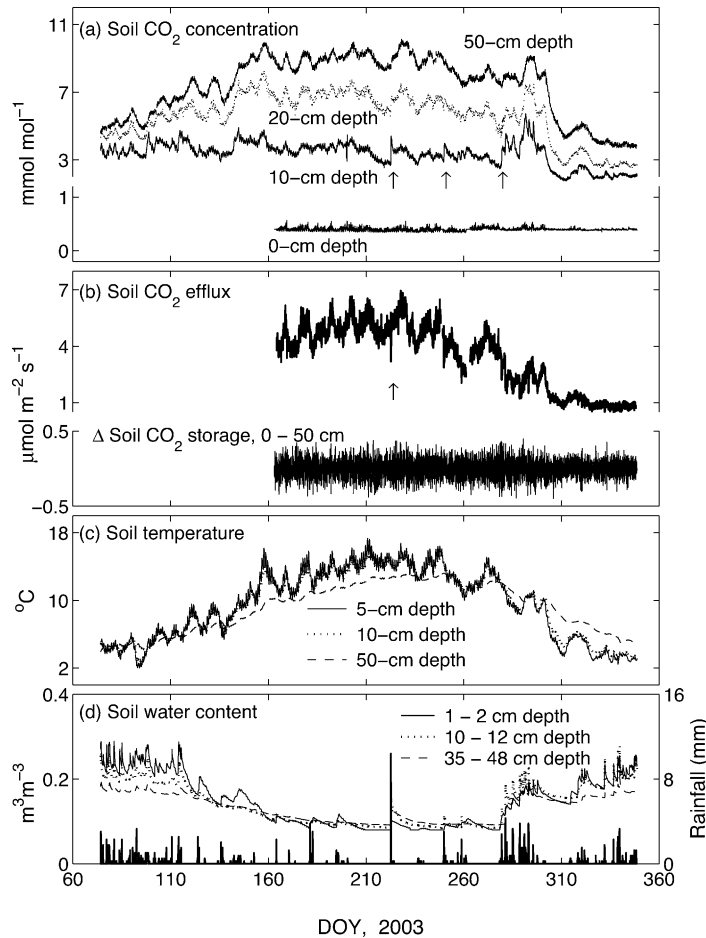 11
(a) Soil CO₂ concentration
50−cm depth
7
20−cm depth
3
10−cm depth
1
0
0−cm depth
mmol mol⁻¹
7
(b) Soil CO₂ efflux
4
1
0.5
Δ Soil CO₂ storage, 0 − 50 cm
−0.5
μmol m⁻² s⁻¹
18
(c) Soil temperature
10
5−cm depth
10−cm depth
50−cm depth
2
°C
0.4
(d) Soil water content
16
1 − 2 cm depth
10 − 12 cm depth
35 − 48 cm depth
0.2
8
0
0
m³m⁻³
Rainfall (mm)
60 110 160 210 260 310 360
DOY, 2003